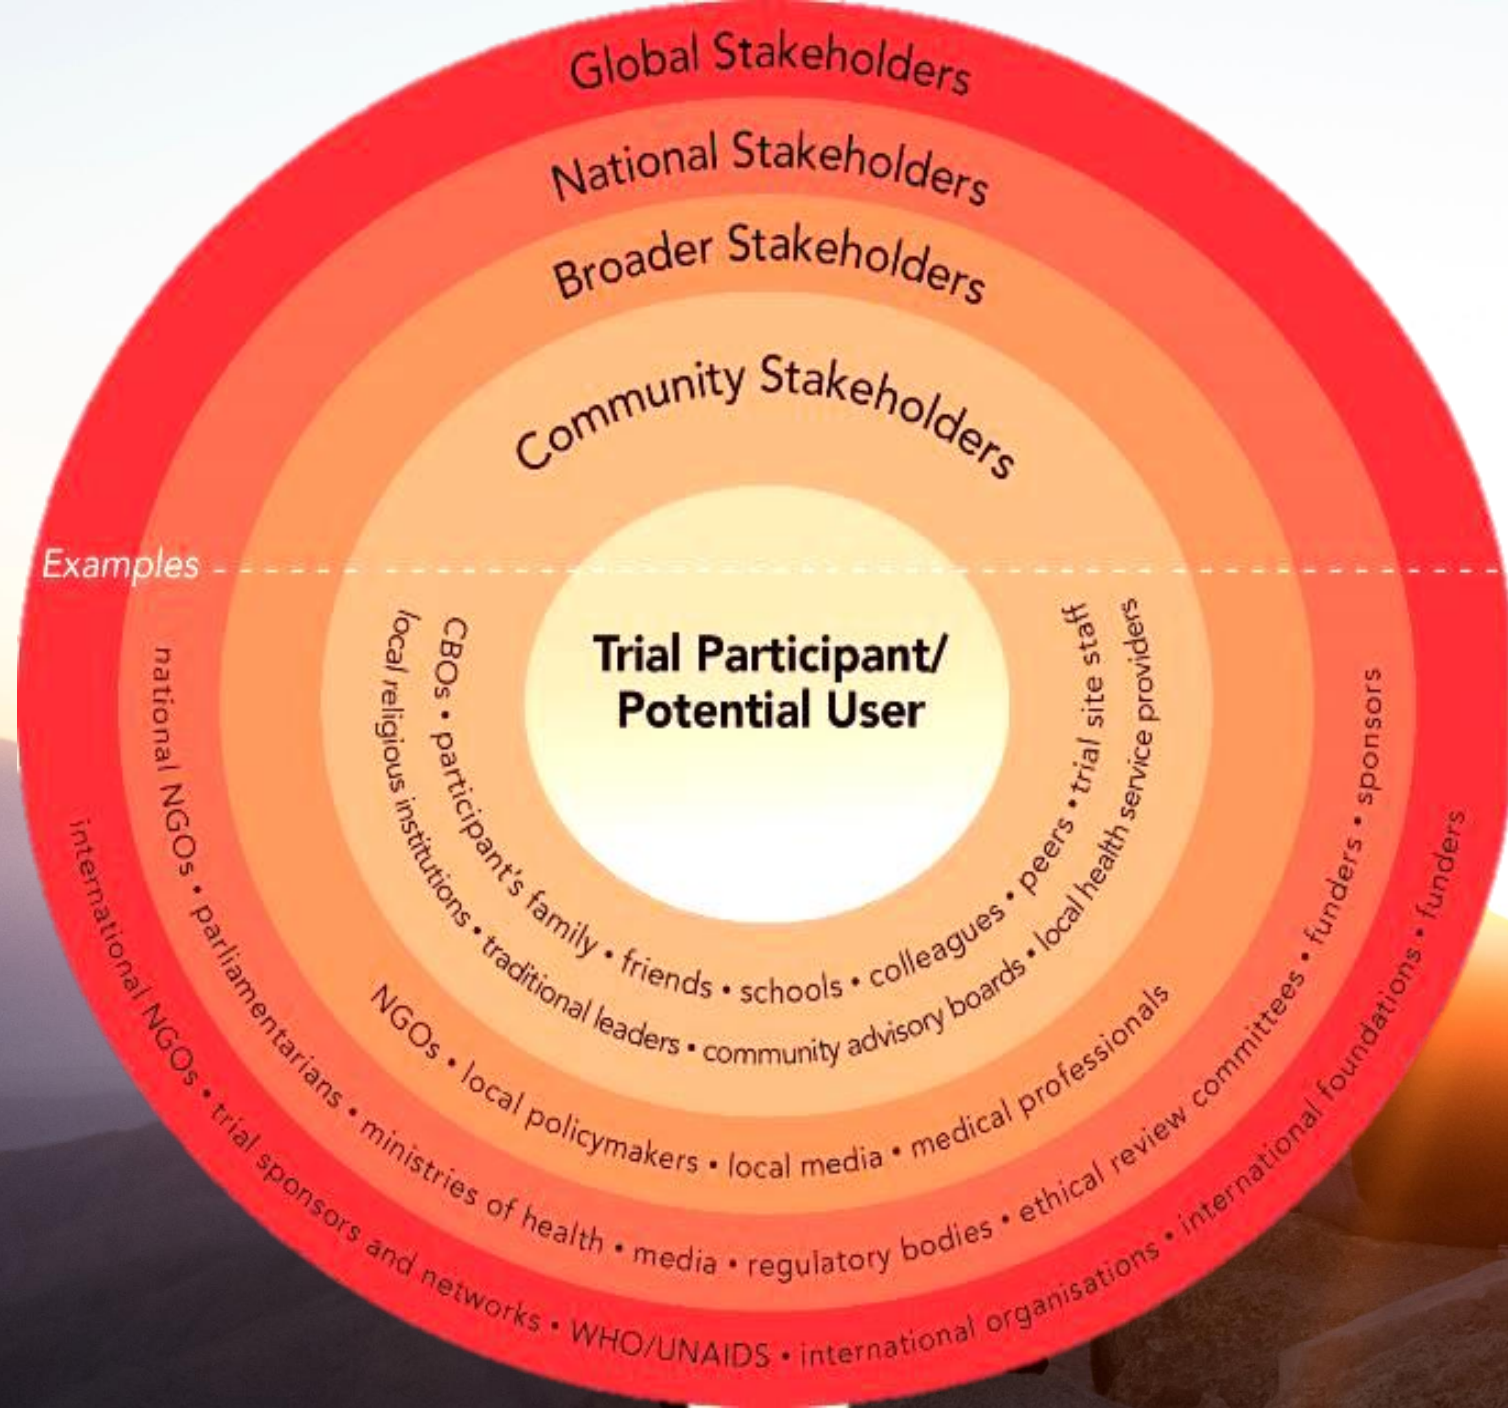 Global Stakeholders
National Stakeholders
Broader Stakeholders
Community Stakeholders
Examples
Trial Participant/
Potential User
CBOs • participant's family • friends • schools • colleagues • peers • trial site staff
local religious institutions • traditional leaders • community advisory boards • local health service providers
NGOs • local policymakers • local media • medical professionals
national NGOs • parliamentarians • ministries of health • media • regulatory bodies • ethical review committees • funders • sponsors
international NGOs • trial sponsors and networks • WHO/UNAIDS • international organisations • international foundations • funders